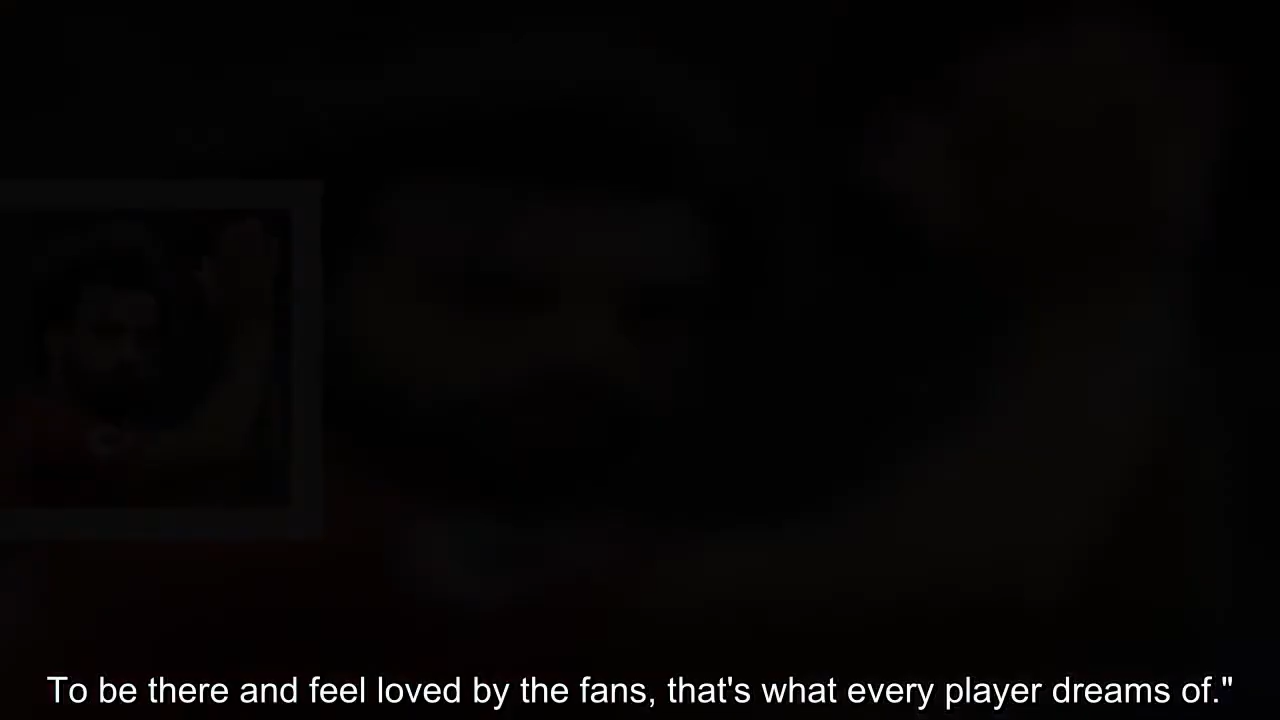 To be there and feel loved by the fans, that's what every player dreams of."